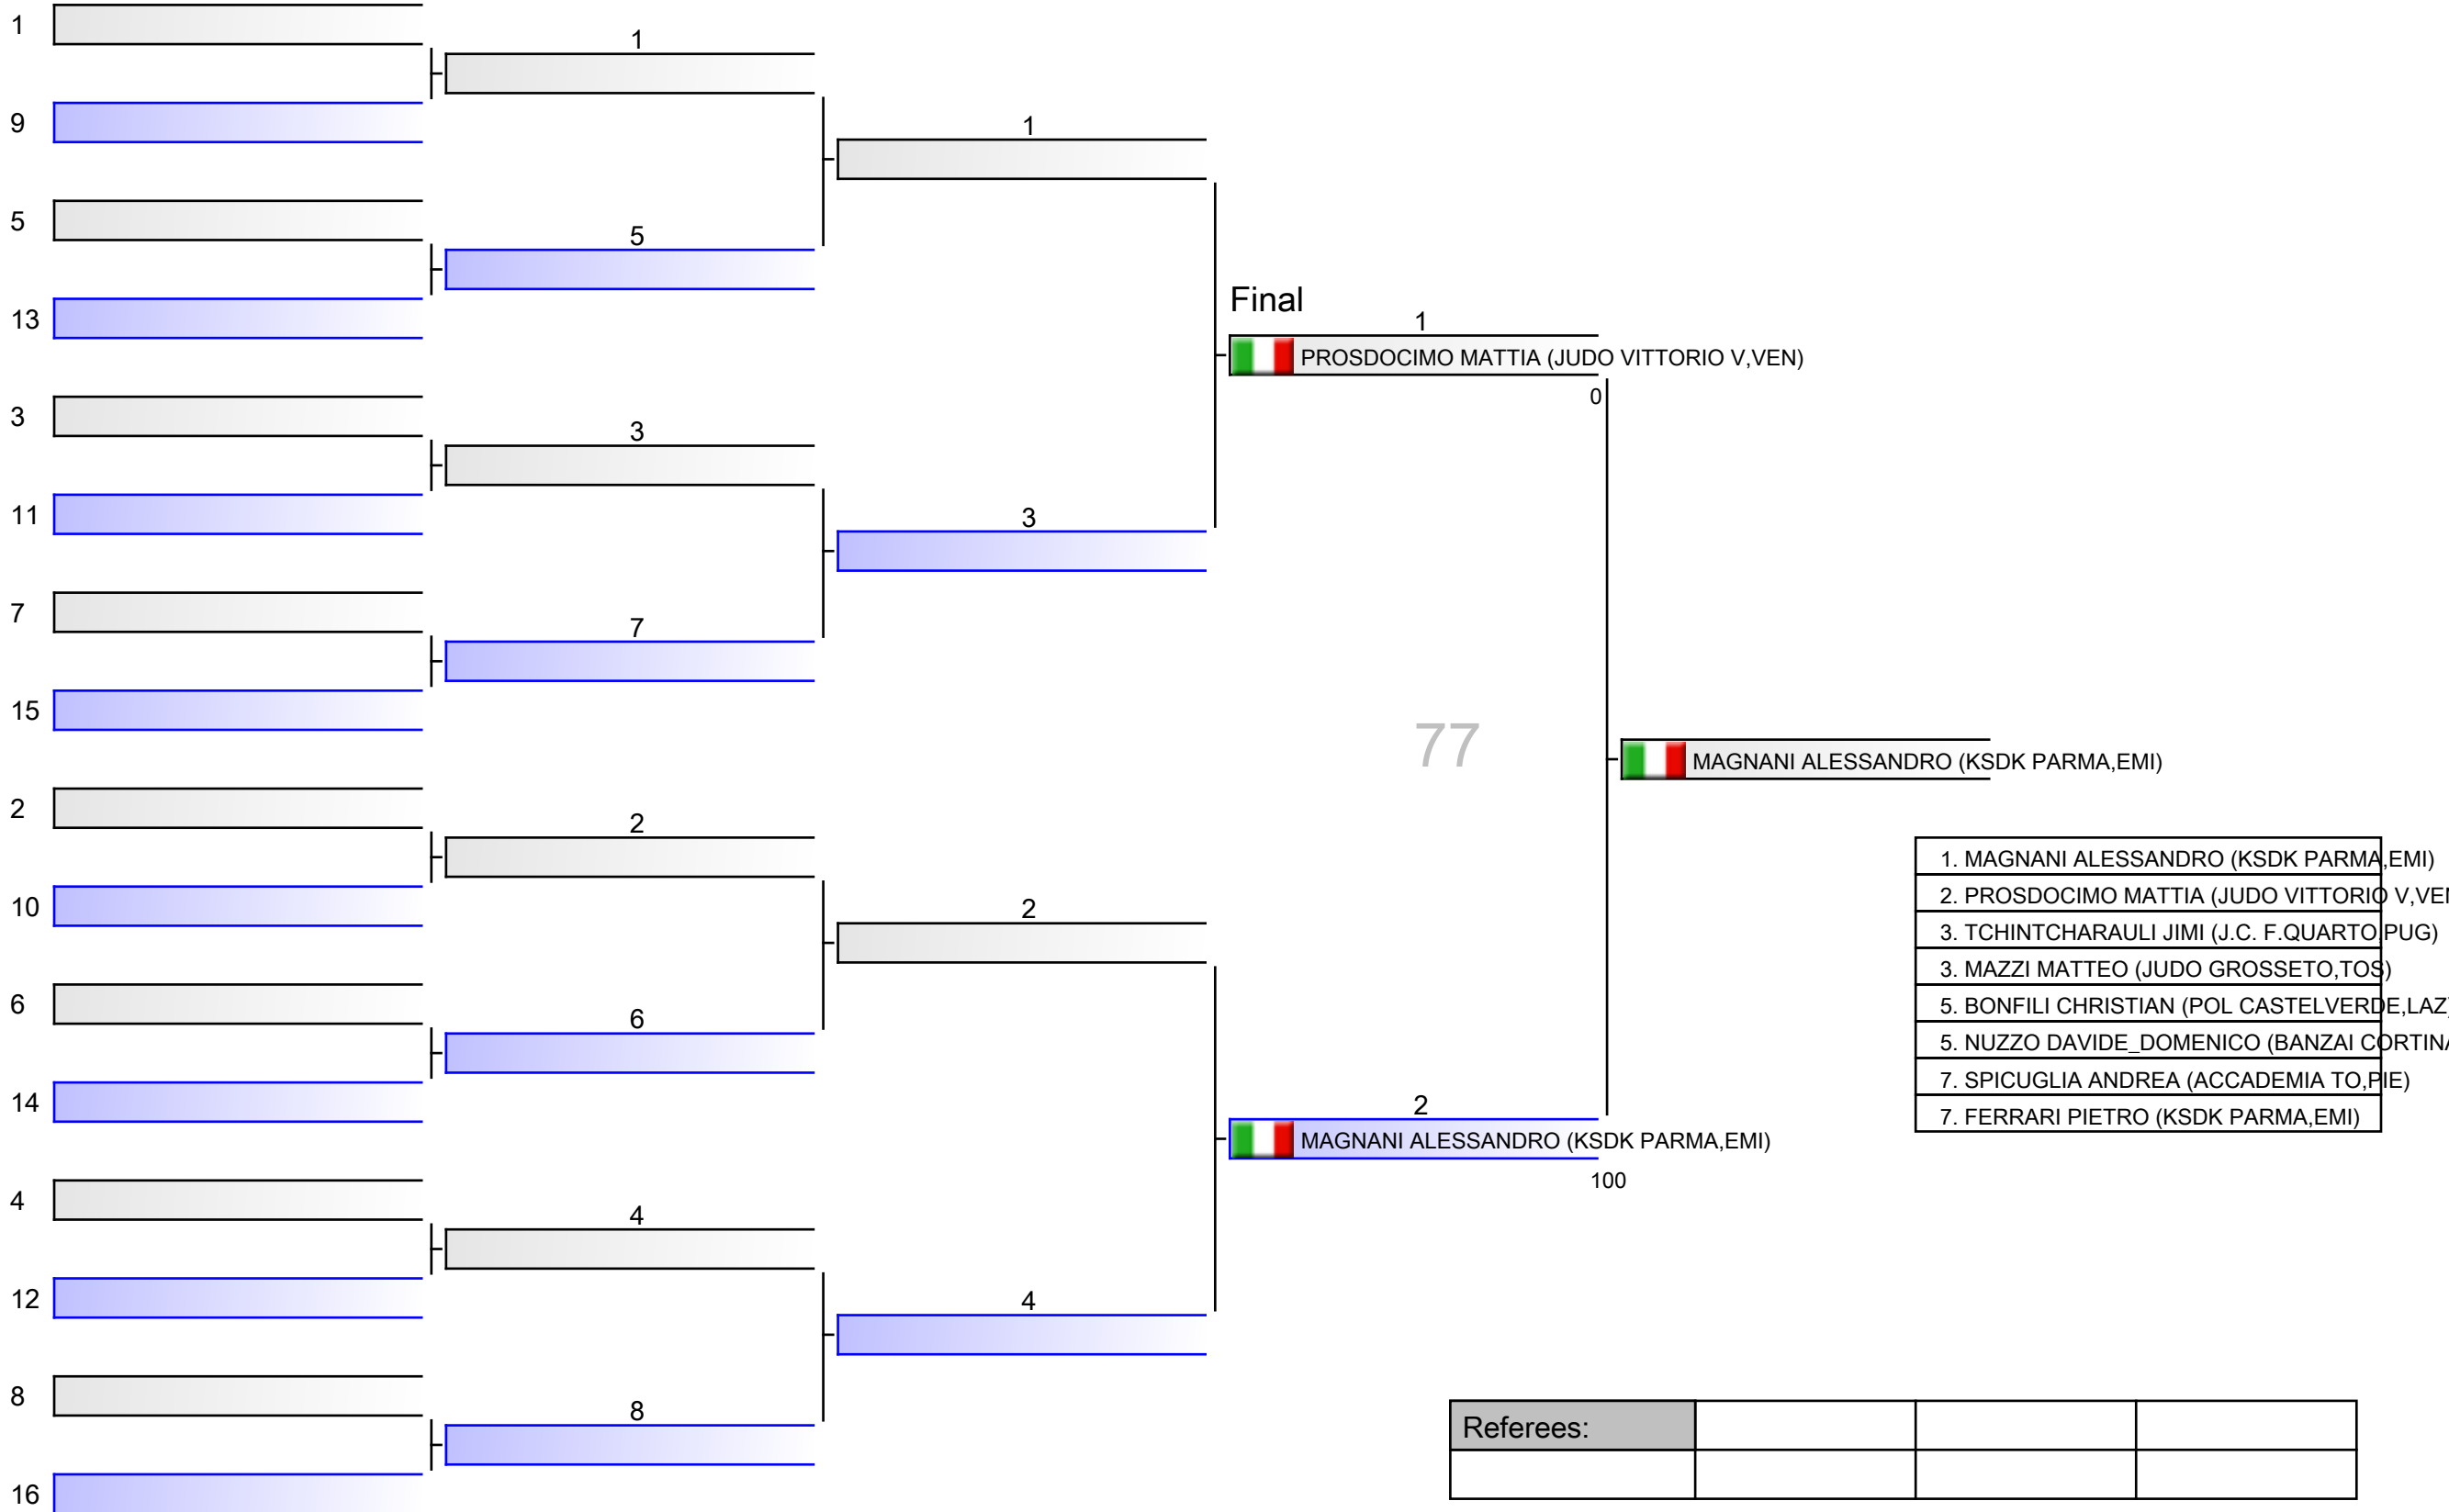 1
1
9
1
5
5
Final
1
13
PROSDOCIMO MATTIA (JUDO VITTORIO V,VEN)
0
3
3
11
3
7
7
15
77
MAGNANI ALESSANDRO (KSDK PARMA,EMI)
2
2
1. MAGNANI ALESSANDRO (KSDK PARMA,EMI)
10
2
2. PROSDOCIMO MATTIA (JUDO VITTORIO V,VEN
3. TCHINTCHARAULI JIMI (J.C. F.QUARTO,PUG)
3. MAZZI MATTEO (JUDO GROSSETO,TOS)
6
6
5. BONFILI CHRISTIAN (POL CASTELVERDE,LAZ)
5. NUZZO DAVIDE_DOMENICO (BANZAI CORTINA
7. SPICUGLIA ANDREA (ACCADEMIA TO,PIE)
7. FERRARI PIETRO (KSDK PARMA,EMI)
14
2
MAGNANI ALESSANDRO (KSDK PARMA,EMI)
100
4
4
12
4
8
8
Referees:
16